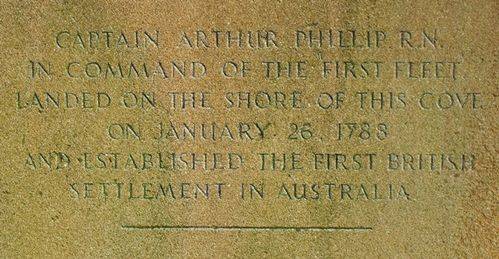 CAPTAIN ARTHUR PHILLIP R.N.
IN COMMAND OF THE FIRST FLEET
LANDED ON THE SHORE OF THIS COVE
ON JANUARY 26, 1788
AND ESTABLISHED THE FIRST BRITISH
SETTLEMENT IN AUSTRALIA